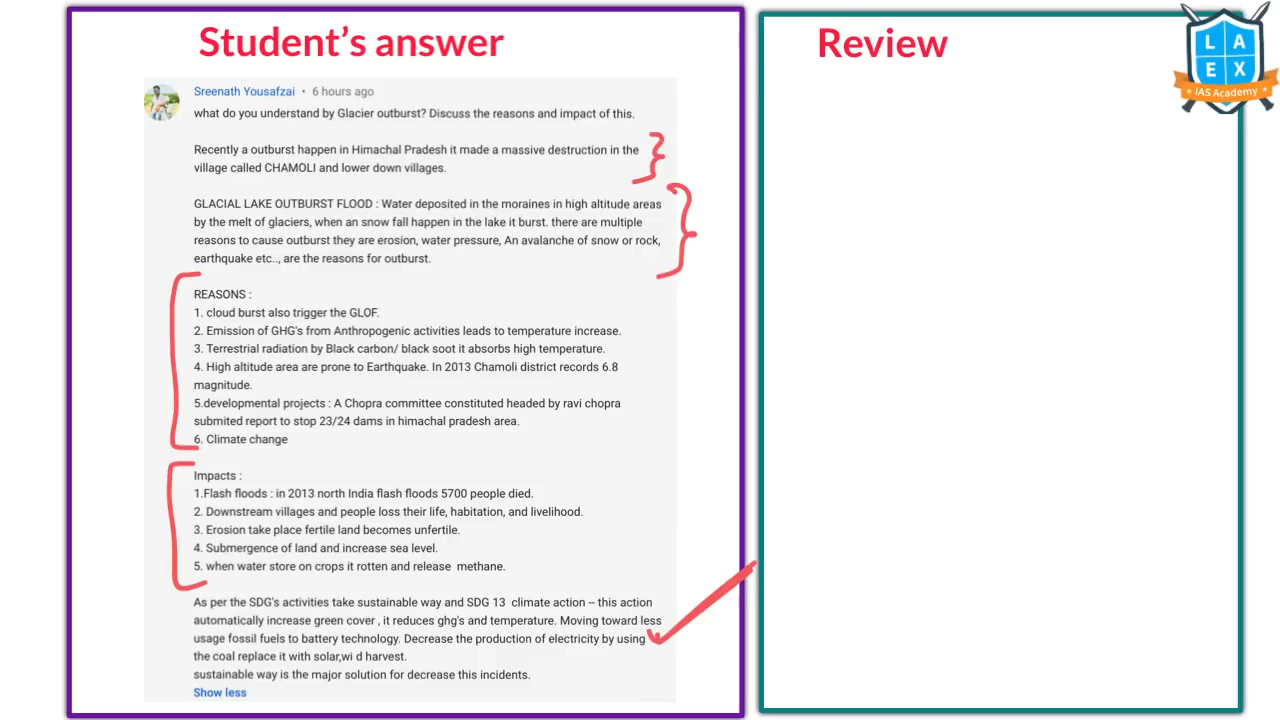 Student's answer
Sreenath Yousafzai • 6 hours ago
what do you understand by Glacier outburst? Discuss the reasons and impact of this.
Recently a outburst happen in Himachal Pradesh it made a massive destruction in the
village called CHAMOLI and lower down villages.
GLACIAL LAKE OUTBURST FLOOD : Water deposited in the moraines in high altitude areas
by the melt of glaciers, when an snow fall happen in the lake it burst. there are multiple
reasons to cause outburst they are erosion, water pressure, An avalanche of snow or rock,
earthquake etc.., are the reasons for outburst.
REASONS :
1. cloud burst also trigger the GLOF.
2. Emission of GHG's from Anthropogenic activities leads to temperature increase.
3. Terrestrial radiation by Black carbon/ black soot it absorbs high temperature.
4. High altitude area are prone to Earthquake. In 2013 Chamoli district records 6.8
magnitude.
5.developmental projects : A Chopra committee constituted headed by ravi chopra
submited report to stop 23/24 dams in himachal pradesh area.
6. Climate change
Impacts :
1.Flash floods : in 2013 north India flash floods 5700 people died.
2. Downstream villages and people loss their life, habitation, and livelihood.
3. Erosion take place fertile land becomes unfertile.
4. Submergence of land and increase sea level.
5. when water store on crops it rotten and release methane.
As per the SDG's activities take sustainable way and SDG 13 climate action -- this action
automatically increase green cover , it reduces ghg's and temperature. Moving toward less
usage fossil fuels to battery technology. Decrease the production of electricity by using
the coal replace it with solar,wi d harvest.
sustainable way is the major solution for decrease this incidents.
Show less
Review
L A
E X
IAS Academy